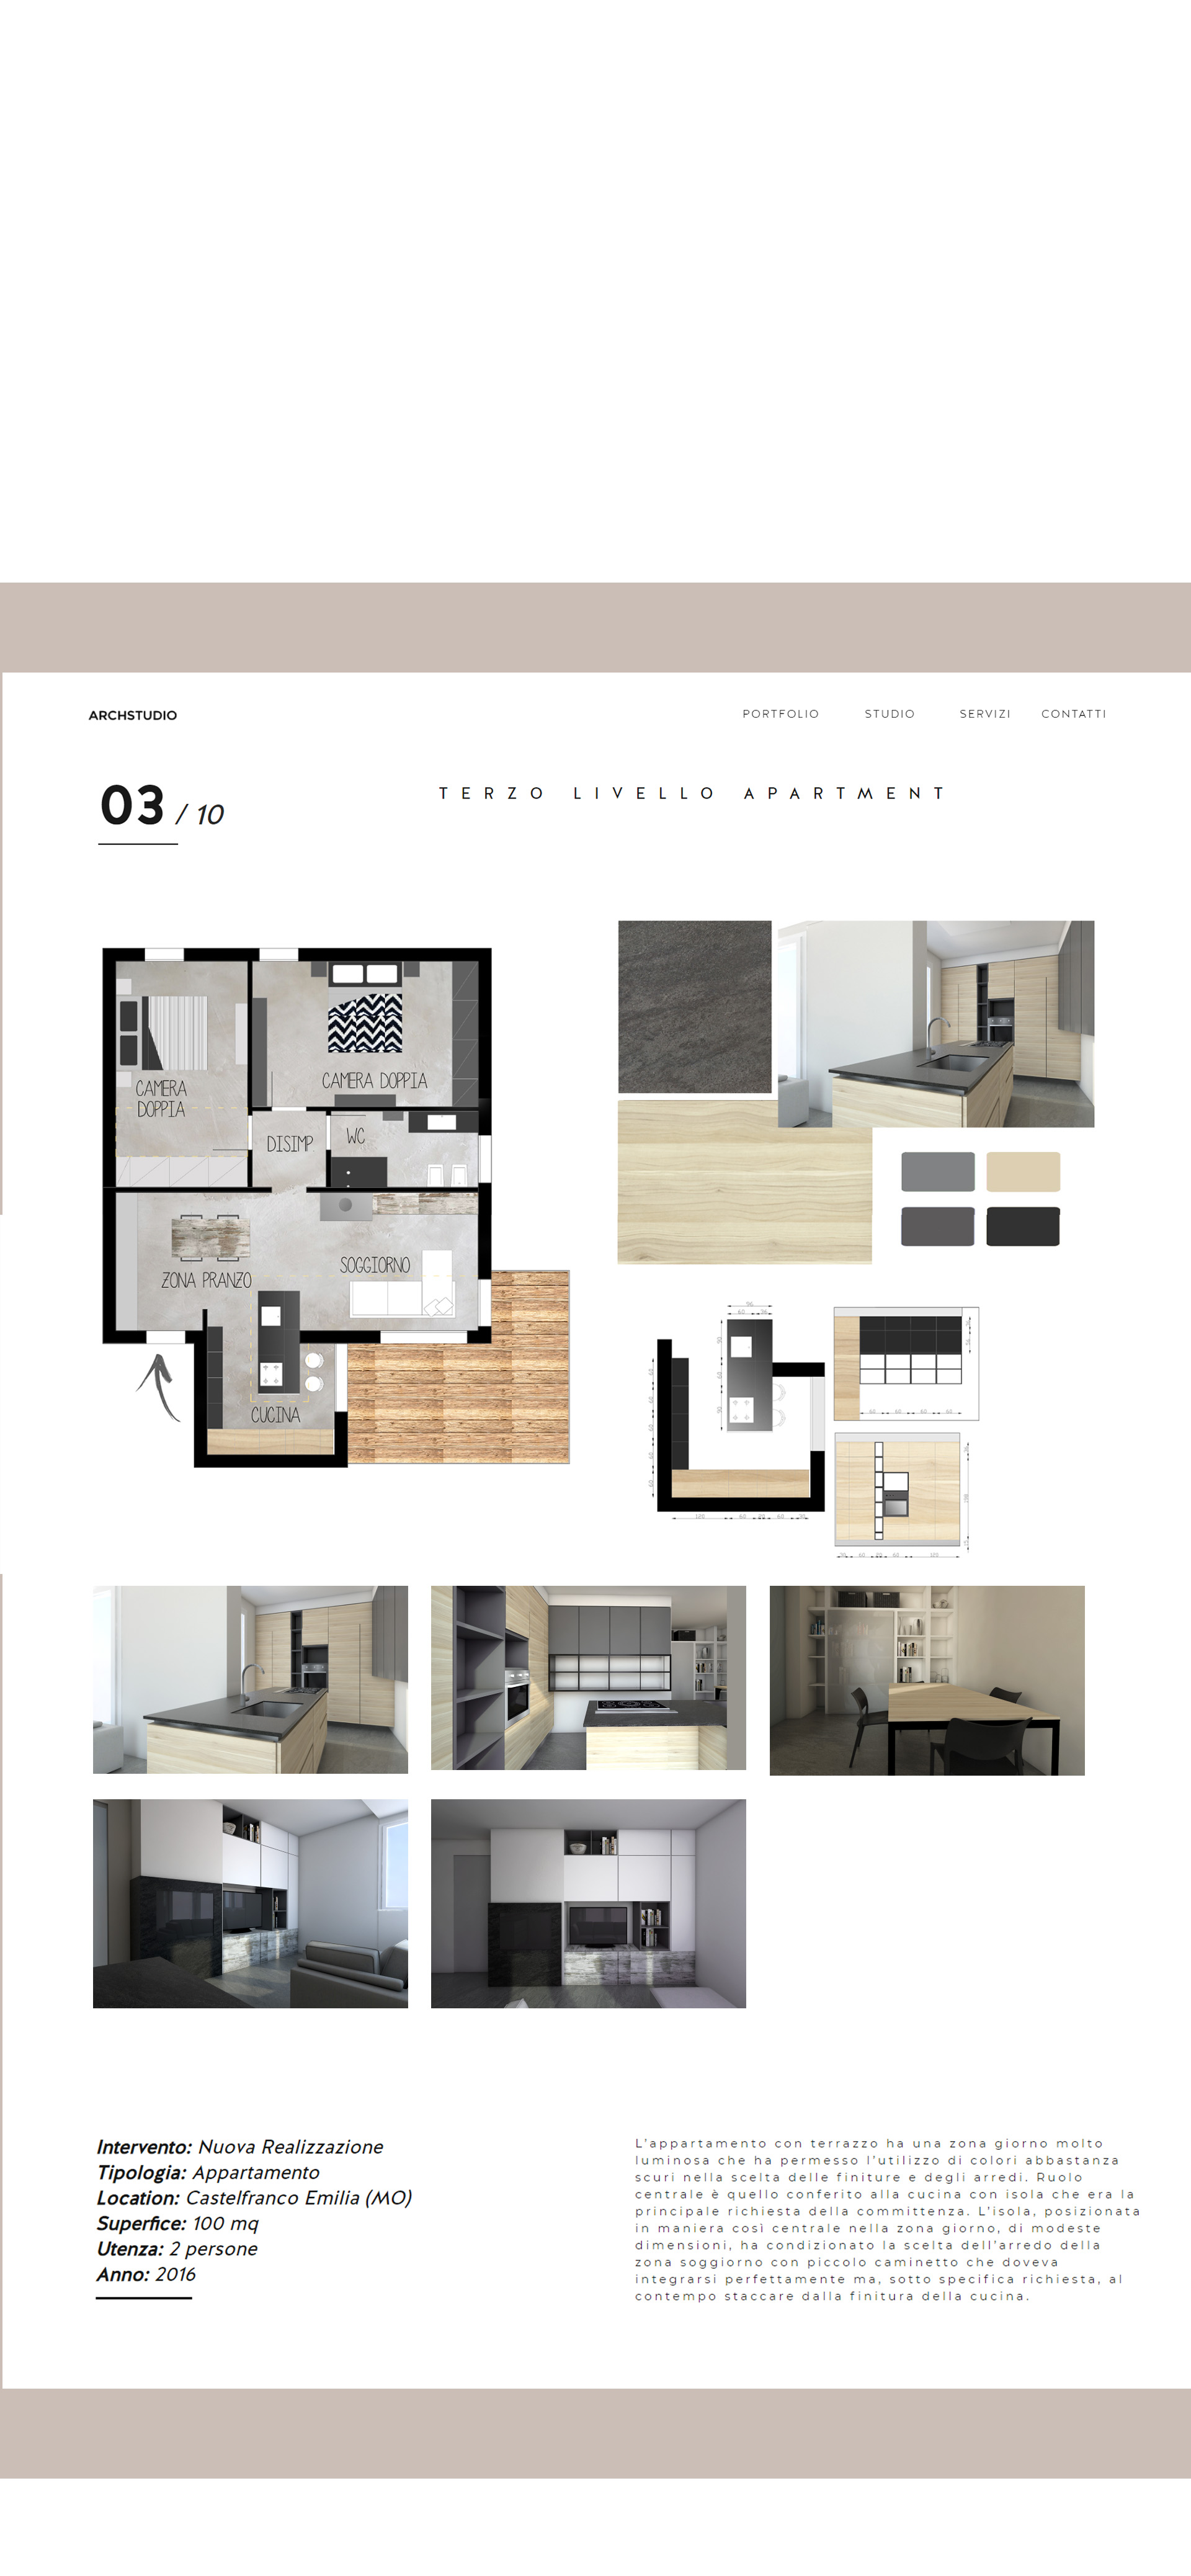 ARCHSTUDIO
PORTFOLIO STUDIO SERVIZI CONTATTI
03 / 10
TERZO LIVELLO APARTMENT
CAMERA
DOPPIA
CAMERA DOPPIA
DISIMP.
WC
ZONA PRANZO
SOGGIORNO
CUCINA
Intervento: Nuova Realizzazione
Tipologia: Appartamento
Location: Castelfranco Emilia (MO)
Superfice: 100 mq
Utenza: 2 persone
Anno: 2016
L'appartamento con terrazzo ha una zona giorno molto
luminosa che ha permesso l'utilizzo di colori abbastanza
scuri nella scelta delle finiture e degli arredi. Ruolo
centrale è quello conferito alla cucina con isola che era la
principale richiesta della committenza. L'isola, posizionata
in maniera così centrale nella zona giorno, di modeste
dimensioni, ha condizionato la scelta dell'arredo della
zona soggiorno con piccolo caminetto che doveva
integrarsi perfettamente ma, sotto specifica richiesta, al
contempo staccare dalla finitura della cucina.